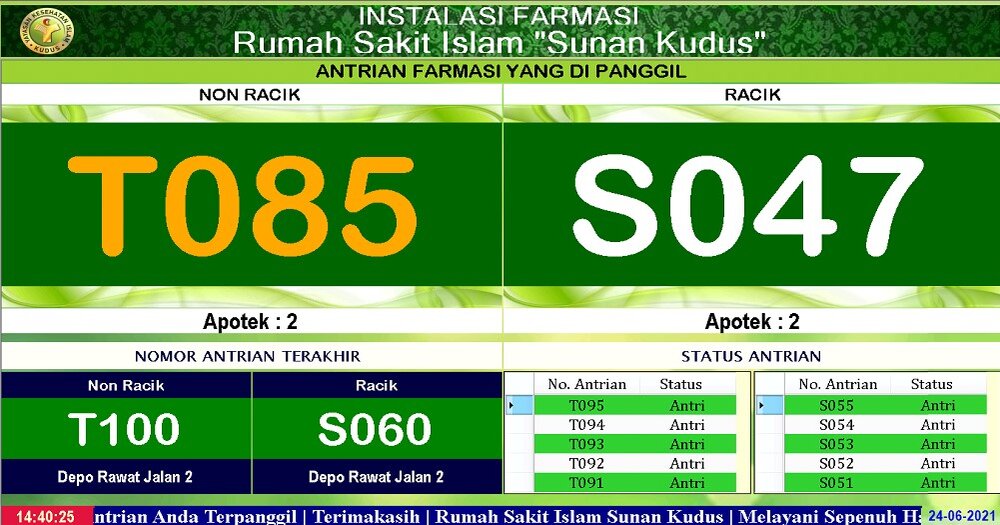 INSTALASI FARMASI
Rumah Sakit Islam "Sunan Kudus"
YAYASAN KESEHATAN ISLAM
KUDUS
ANTRIAN FARMASI YANG DI PANGGIL
NON RACIK
RACIK
T085
S047
Apotek : 2
Apotek : 2
NOMOR ANTRIAN TERAKHIR
STATUS ANTRIAN
Non Racik
Racik
T100
S060
Depo Rawat Jalan 2
Depo Rawat Jalan 2
No. Antrian Status
T095 Antri
T094 Antri
T093 Antri
T092 Antri
T091 Antri
No. Antrian Status
S055 Antri
S054 Antri
S053 Antri
S052 Antri
S051 Antri
14:40:25 ntrian Anda Terpanggil | Terimakasih | Rumah Sakit Islam Sunan Kudus | Melayani Sepenuh H 24-06-2021